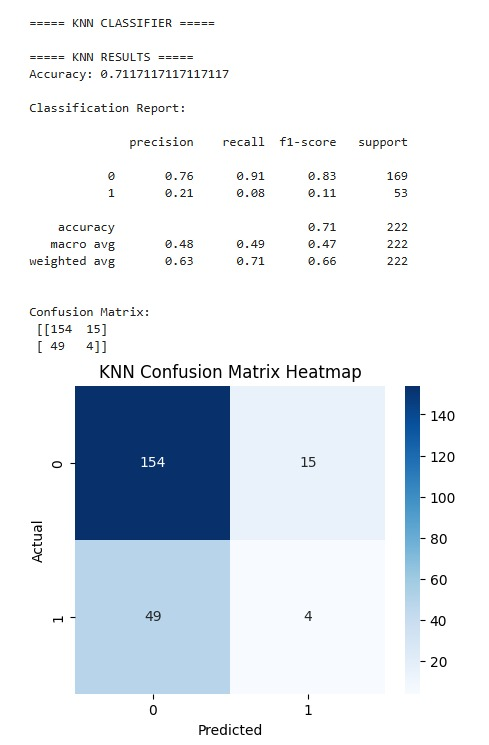 ===== KNN CLASSIFIER =====
===== KNN RESULTS =====
Accuracy: 0.7117117117117117
Classification Report:
precision recall f1-score support
0 0.76 0.91 0.83 169
1 0.21 0.08 0.11 53
accuracy 0.71 222
macro avg 0.48 0.49 0.47 222
weighted avg 0.63 0.71 0.66 222
Confusion Matrix:
[[154 15]
[ 49 4]]
KNN Confusion Matrix Heatmap
140
120
100
80
60
40
20
Actual
0
1
154 15
49 4
0 1
Predicted